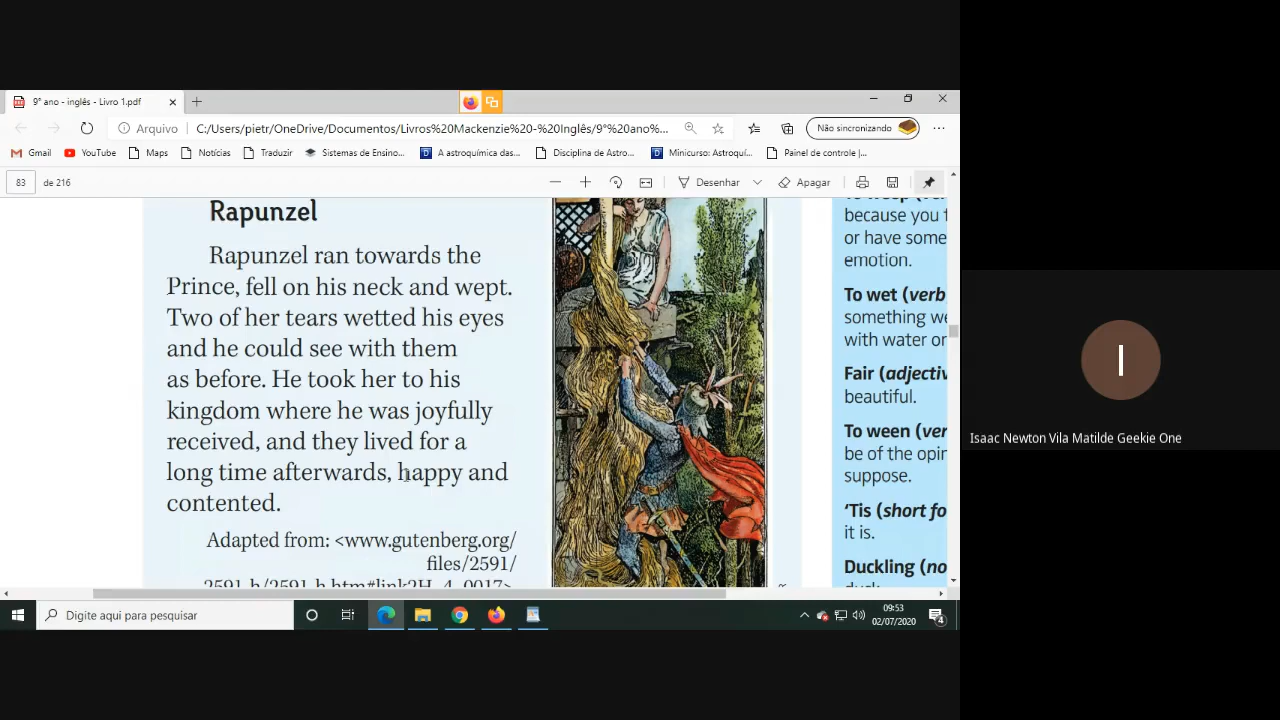 9° ano - inglês - Livro 1.pdf
Arquivo
C:/Users/pietr/OneDrive/Documentos/Livros%20Mackenzie%20-%20Inglês/9°%20ano%...
Não sincronizando
Gmail
YouTube
Maps
Notícias
Traduzir
Sistemas de Ensino...
A astroquímica das...
Disciplina de Astro...
Minicurso: Astroquí...
Painel de controle |...
83 de 216
Desenhar
Apagar
Rapunzel
Rapunzel ran towards the
Prince, fell on his neck and wept.
Two of her tears wetted his eyes
and he could see with them
as before. He took her to his
kingdom where he was joyfully
received, and they lived for a
long time afterwards, happy and
contented.
Adapted from: <www.gutenberg.org/
files/2591/
2591-h/2591-h.htm#link2H_4_0017>
because you
or have some
emotion.
To wet (verb
something we
with water or
Fair (adjectiv
beautiful.
To ween (ver
be of the opin
suppose.
'Tis (short fo
it is.
Duckling (no
duck
I
Isaac Newton Vila Matilde Geekie One
Digite aqui para pesquisar
09:53
02/07/2020
4